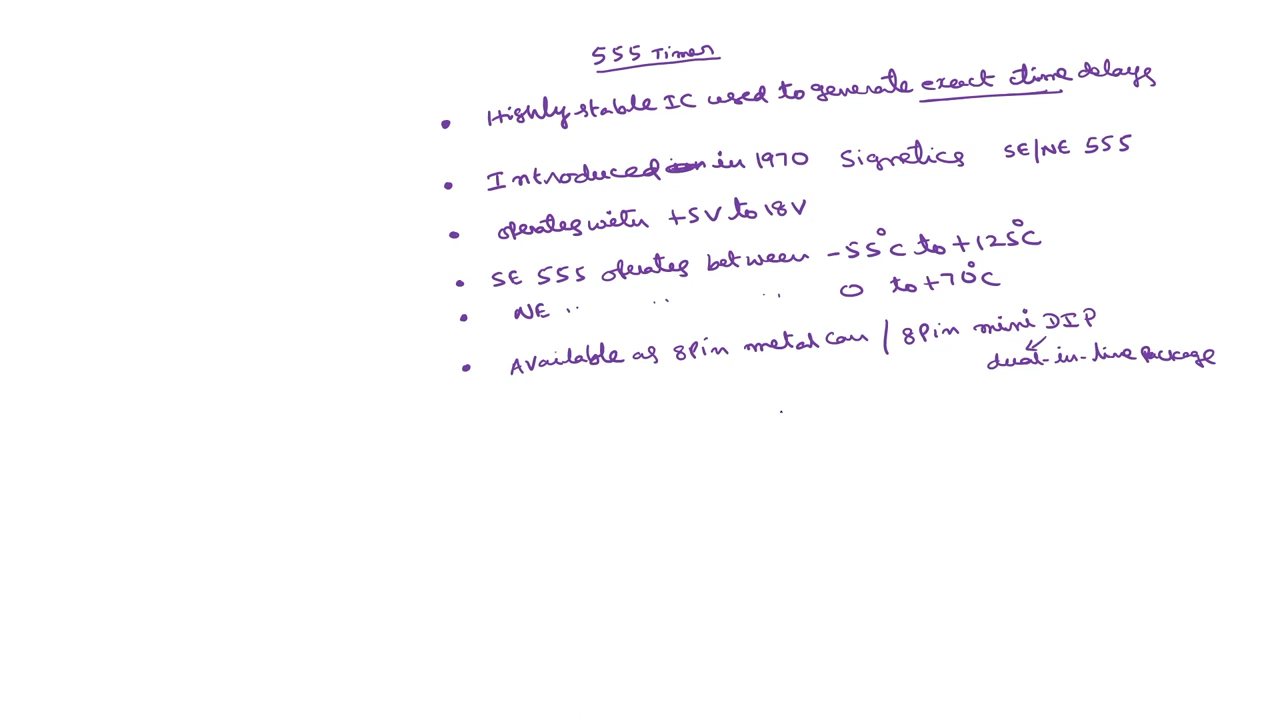 555 Timer
• Highly stable IC used to generate exact time delays
• Introduced in 1970 Signetics SE/NE 555
• operates with +5V to 18V
• SE 555 operates between -55°C to +125°C
• NE " " " 0 to +70°C
• Available as 8Pin metal can / 8Pin mini DIP
dual-in-line package